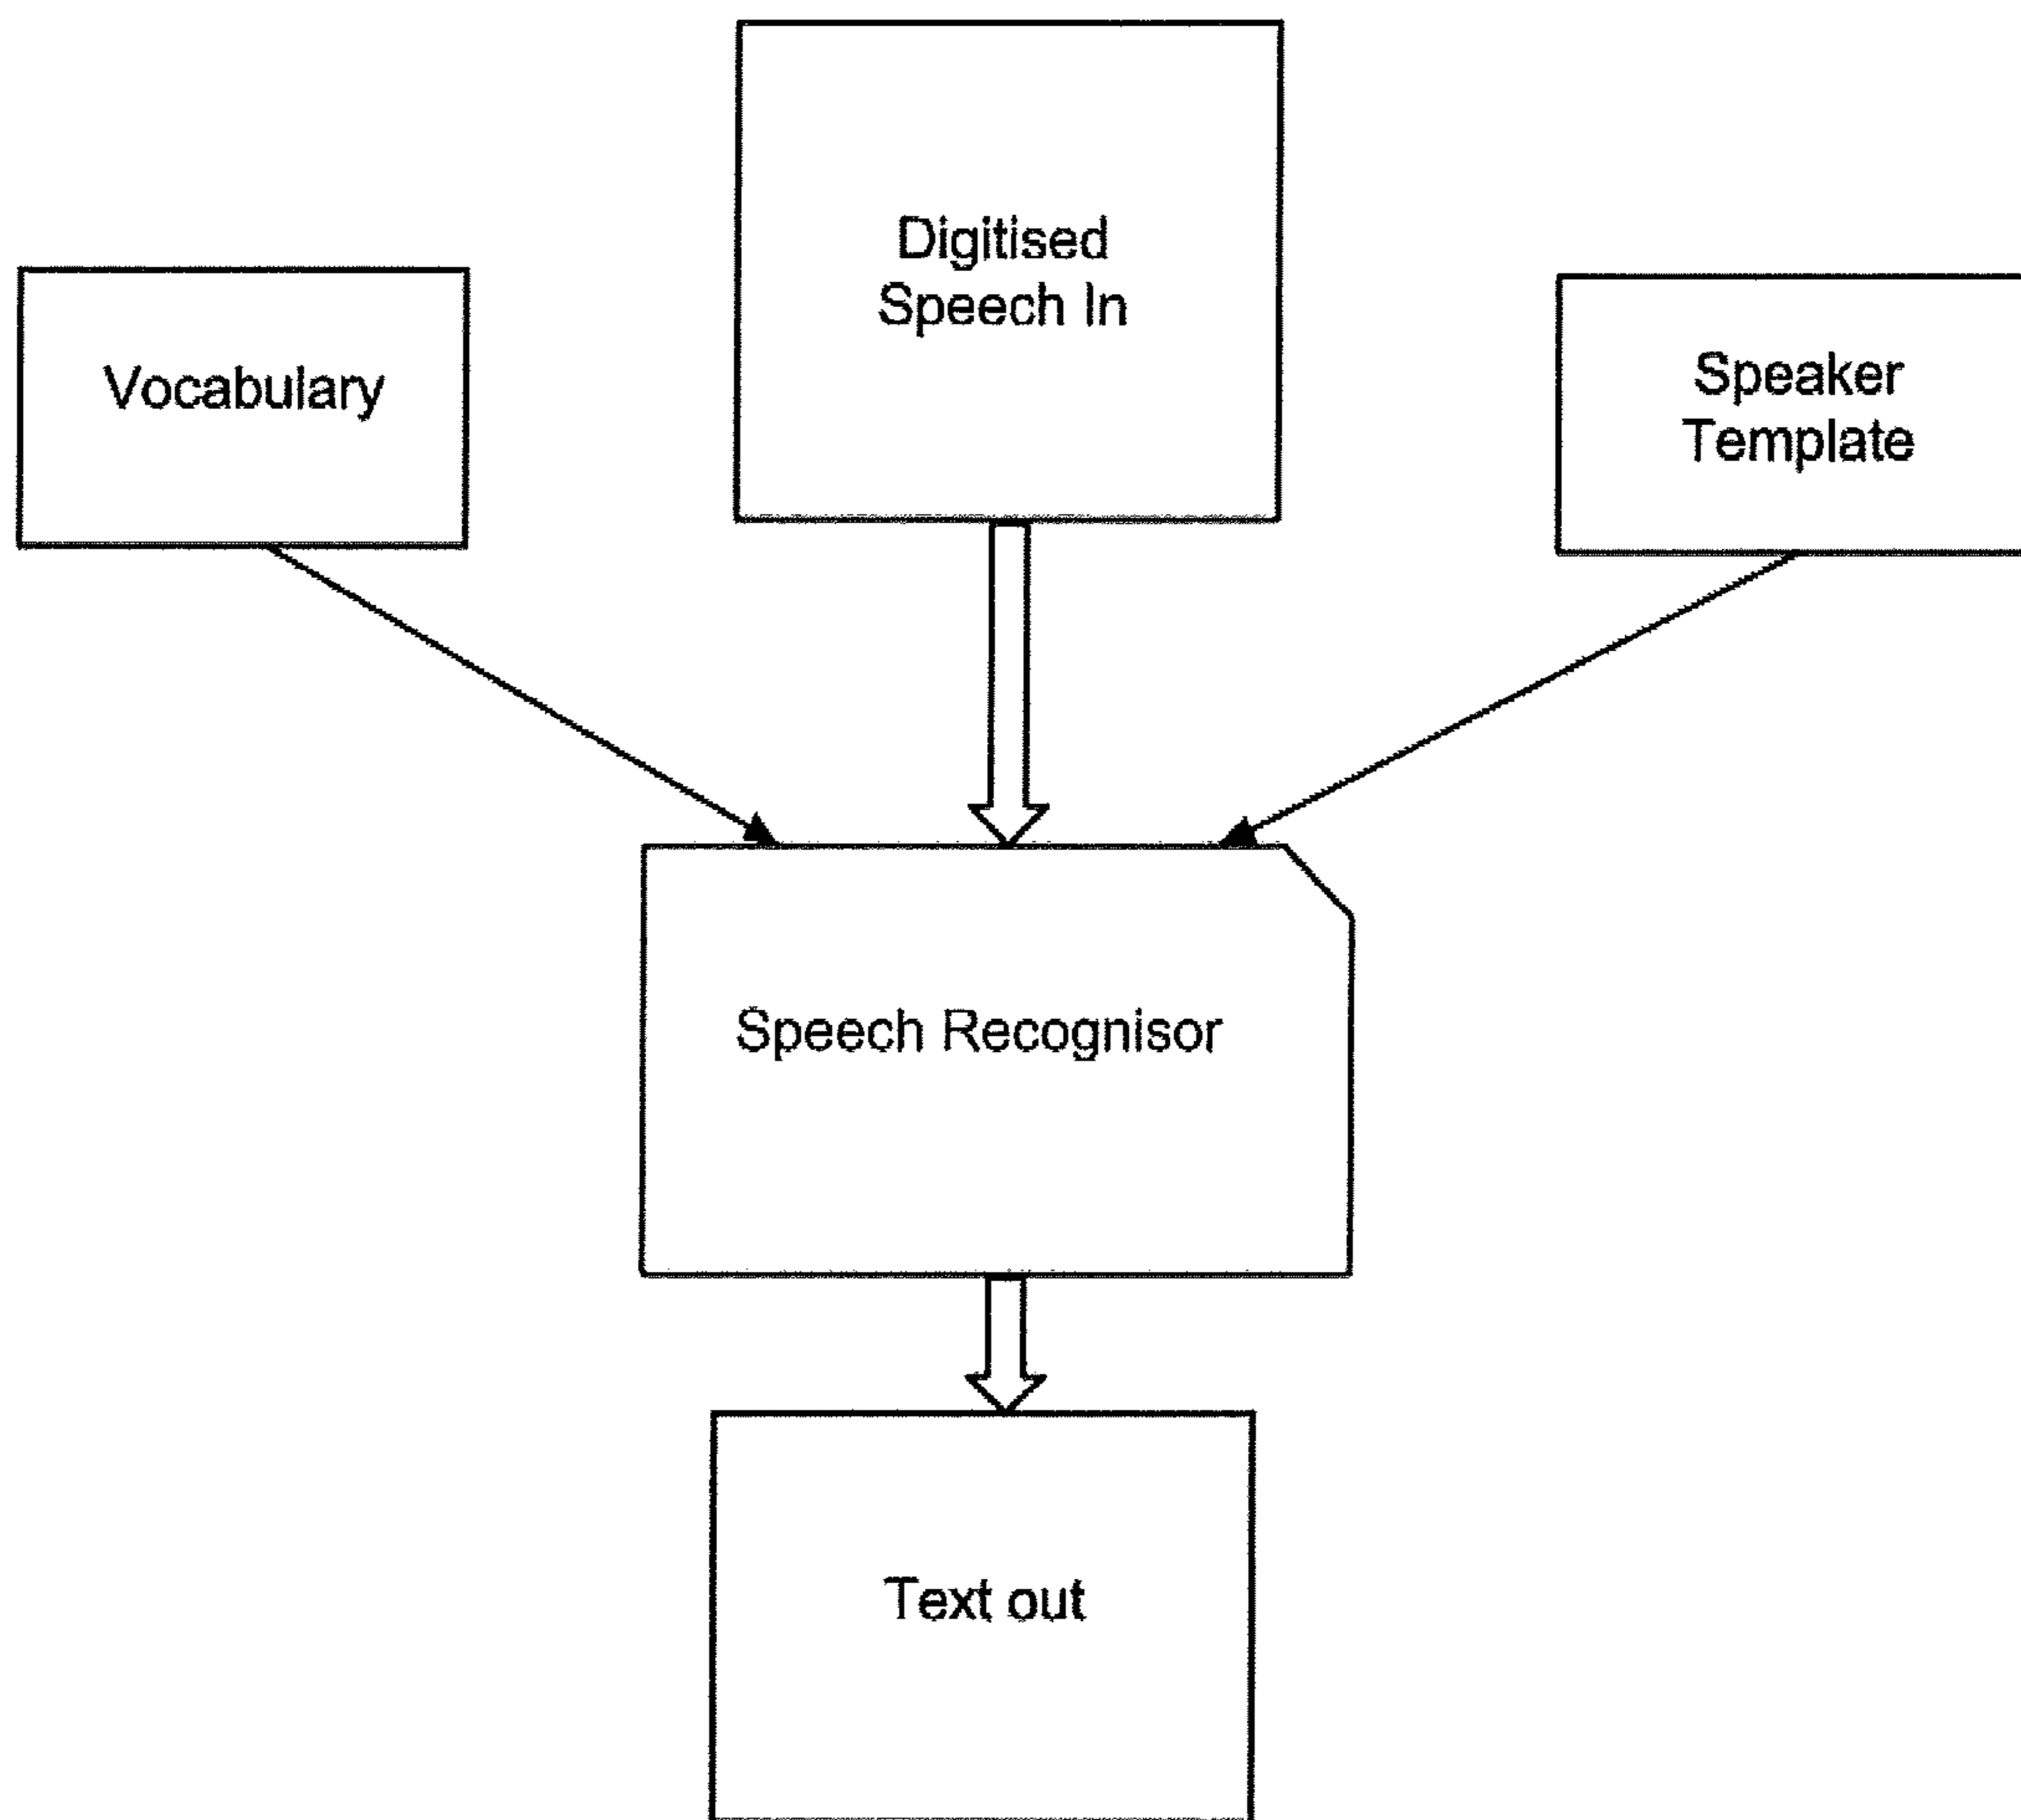 Digitised
Speech In
Vocabulary
Speaker
Template
Speech Recognisor
Text out